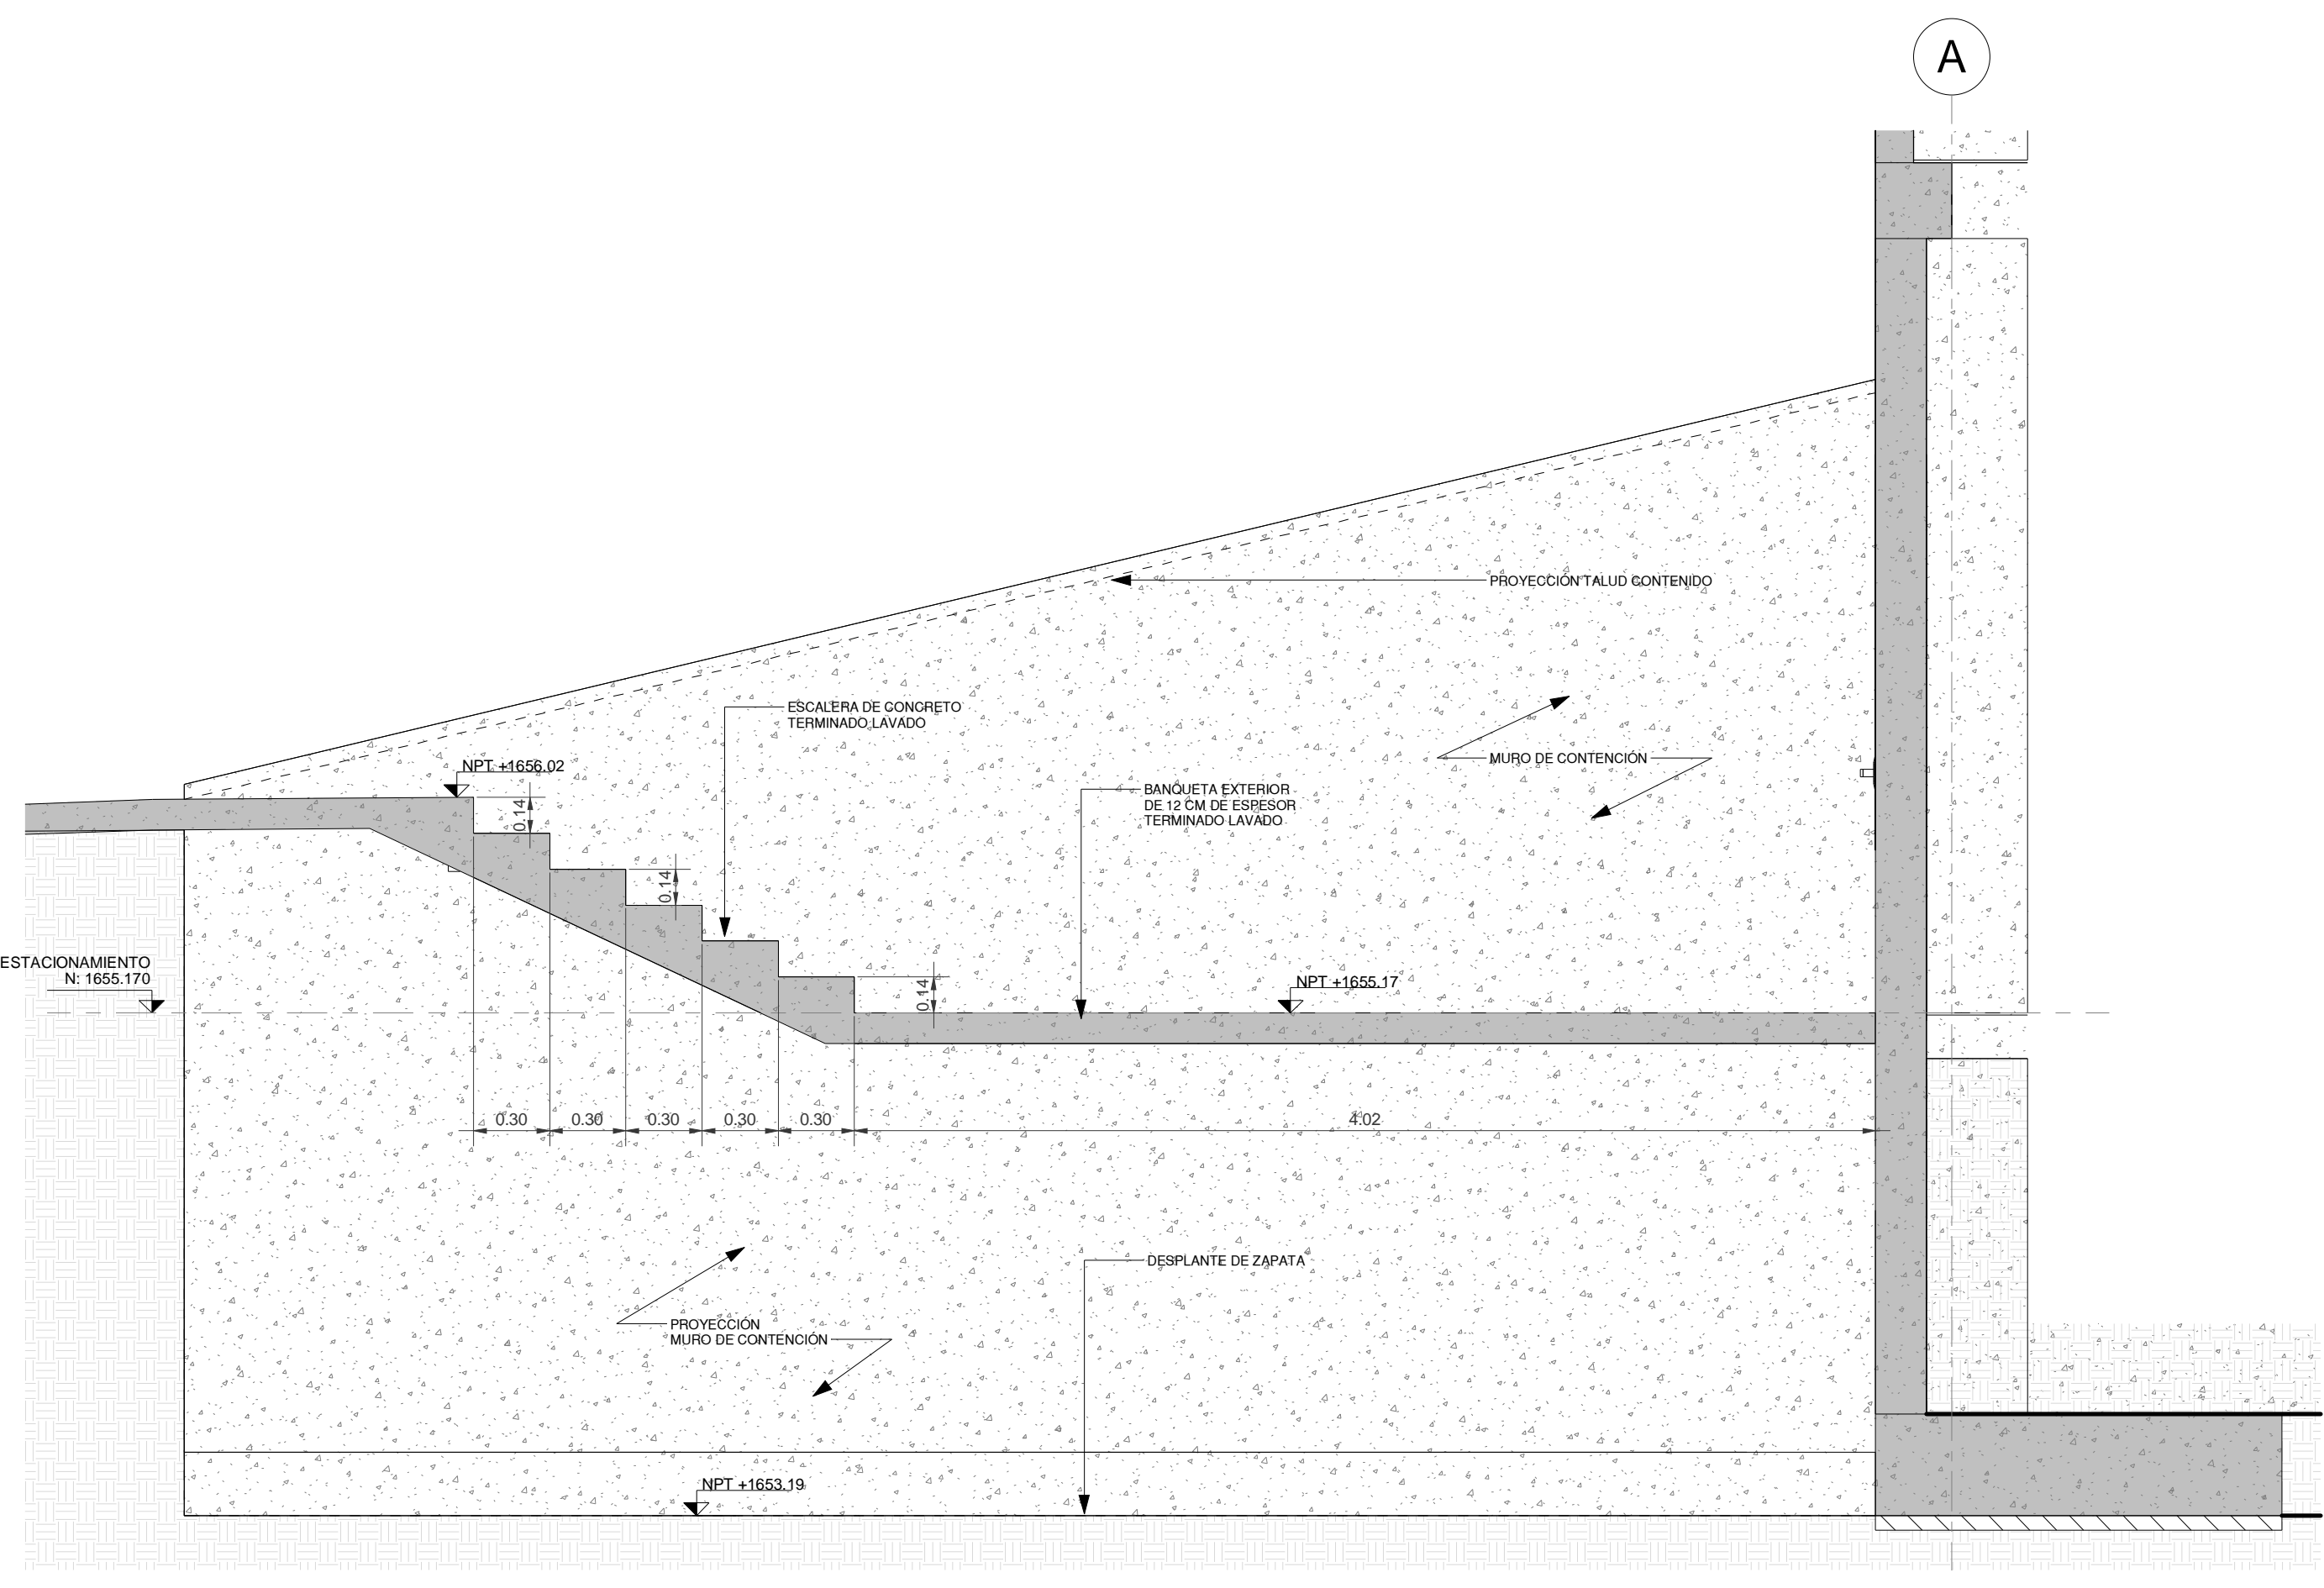 A
PROYECCIÓN TALUD CONTENIDO
ESCALERA DE CONCRETO
TERMINADO LAVADO
MURO DE CONTENCIÓN
NPT +1656.02
BANQUETA EXTERIOR
DE 12 CM DE ESPESOR
TERMINADO LAVADO
0.14
0.14
ESTACIONAMIENTO
N: 1655.170
0.14
NPT +1655.17
0.30
0.30
0.30
0.30
0.30
4.02
DESPLANTE DE ZAPATA
PROYECCIÓN
MURO DE CONTENCIÓN
NPT +1653.19